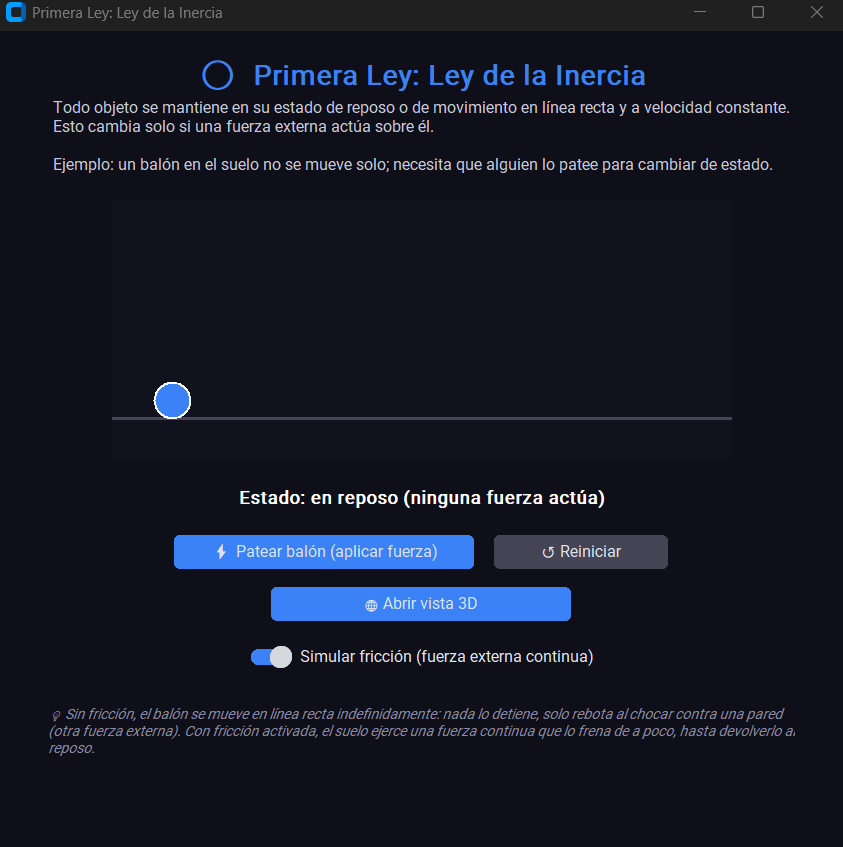 Primera Ley: Ley de la Inercia
Primera Ley: Ley de la Inercia
Todo objeto se mantiene en su estado de reposo o de movimiento en línea recta y a velocidad constante.
Esto cambia solo si una fuerza externa actúa sobre él.
Ejemplo: un balón en el suelo no se mueve solo; necesita que alguien lo patee para cambiar de estado.
Estado: en reposo (ninguna fuerza actúa)
Patear balón (aplicar fuerza)
Reiniciar
Abrir vista 3D
Simular fricción (fuerza externa continua)
Sin fricción, el balón se mueve en línea recta indefinidamente: nada lo detiene, solo rebota al chocar contra una pared
(otra fuerza externa). Con fricción activada, el suelo ejerce una fuerza continua que lo frena de a poco, hasta devolverlo al
reposo.